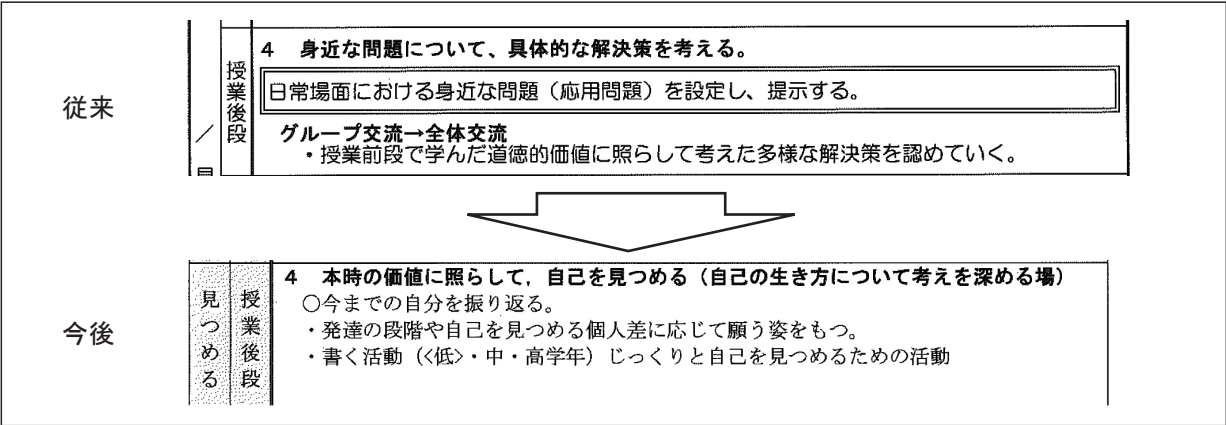 従来
／
授業後段
4 身近な問題について、具体的な解決策を考える。
日常場面における身近な問題（応用問題）を設定し、提示する。
グループ交流→全体交流
・授業前段で学んだ道徳的価値に照らして考えた多様な解決策を認めていく。
今後
見つめる
授業後段
4 本時の価値に照らして，自己を見つめる（自己の生き方について考えを深める場）
○今までの自分を振り返る。
・発達の段階や自己を見つめる個人差に応じて願う姿をもつ。
・書く活動（<低>・中・高学年）じっくりと自己を見つめるための活動